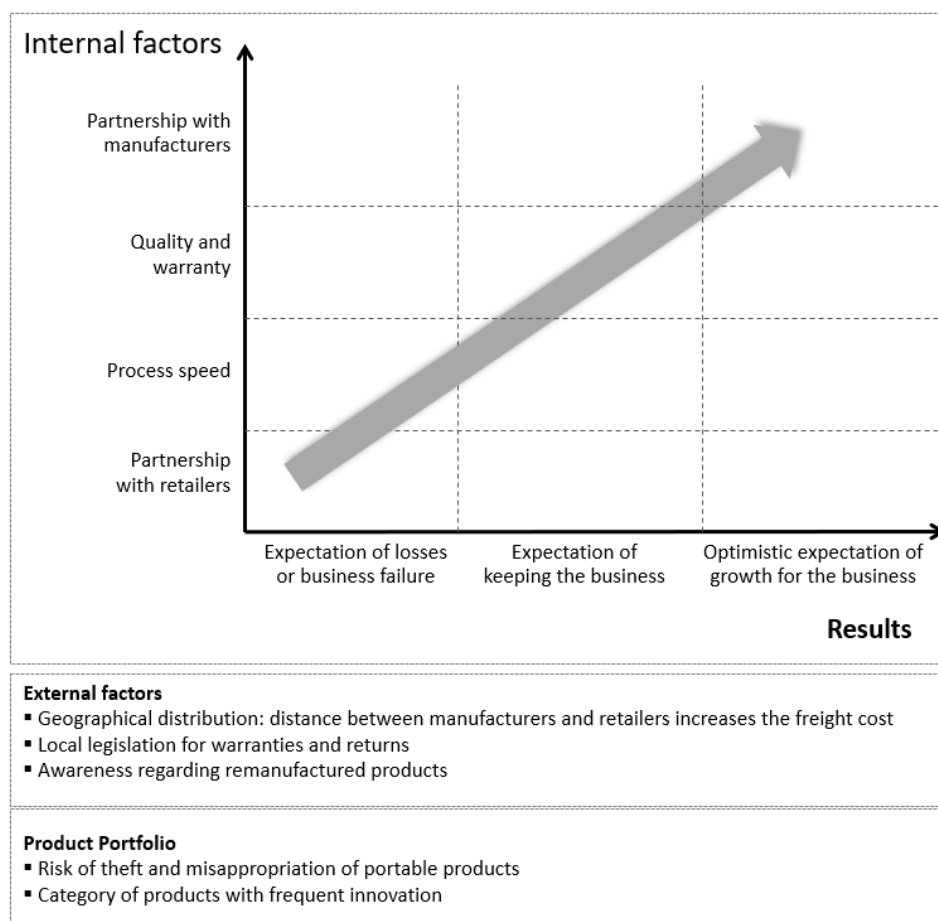 Internal factors
Partnership with
manufacturers
Quality and
warranty
Process speed
Partnership
with retailers
Expectation of losses
or business failure
Expectation of
keeping the business
Optimistic expectation of
growth for the business
Results
External factors
▪ Geographical distribution: distance between manufacturers and retailers increases the freight cost
▪ Local legislation for warranties and returns
▪ Awareness regarding remanufactured products
Product Portfolio
▪ Risk of theft and misappropriation of portable products
▪ Category of products with frequent innovation